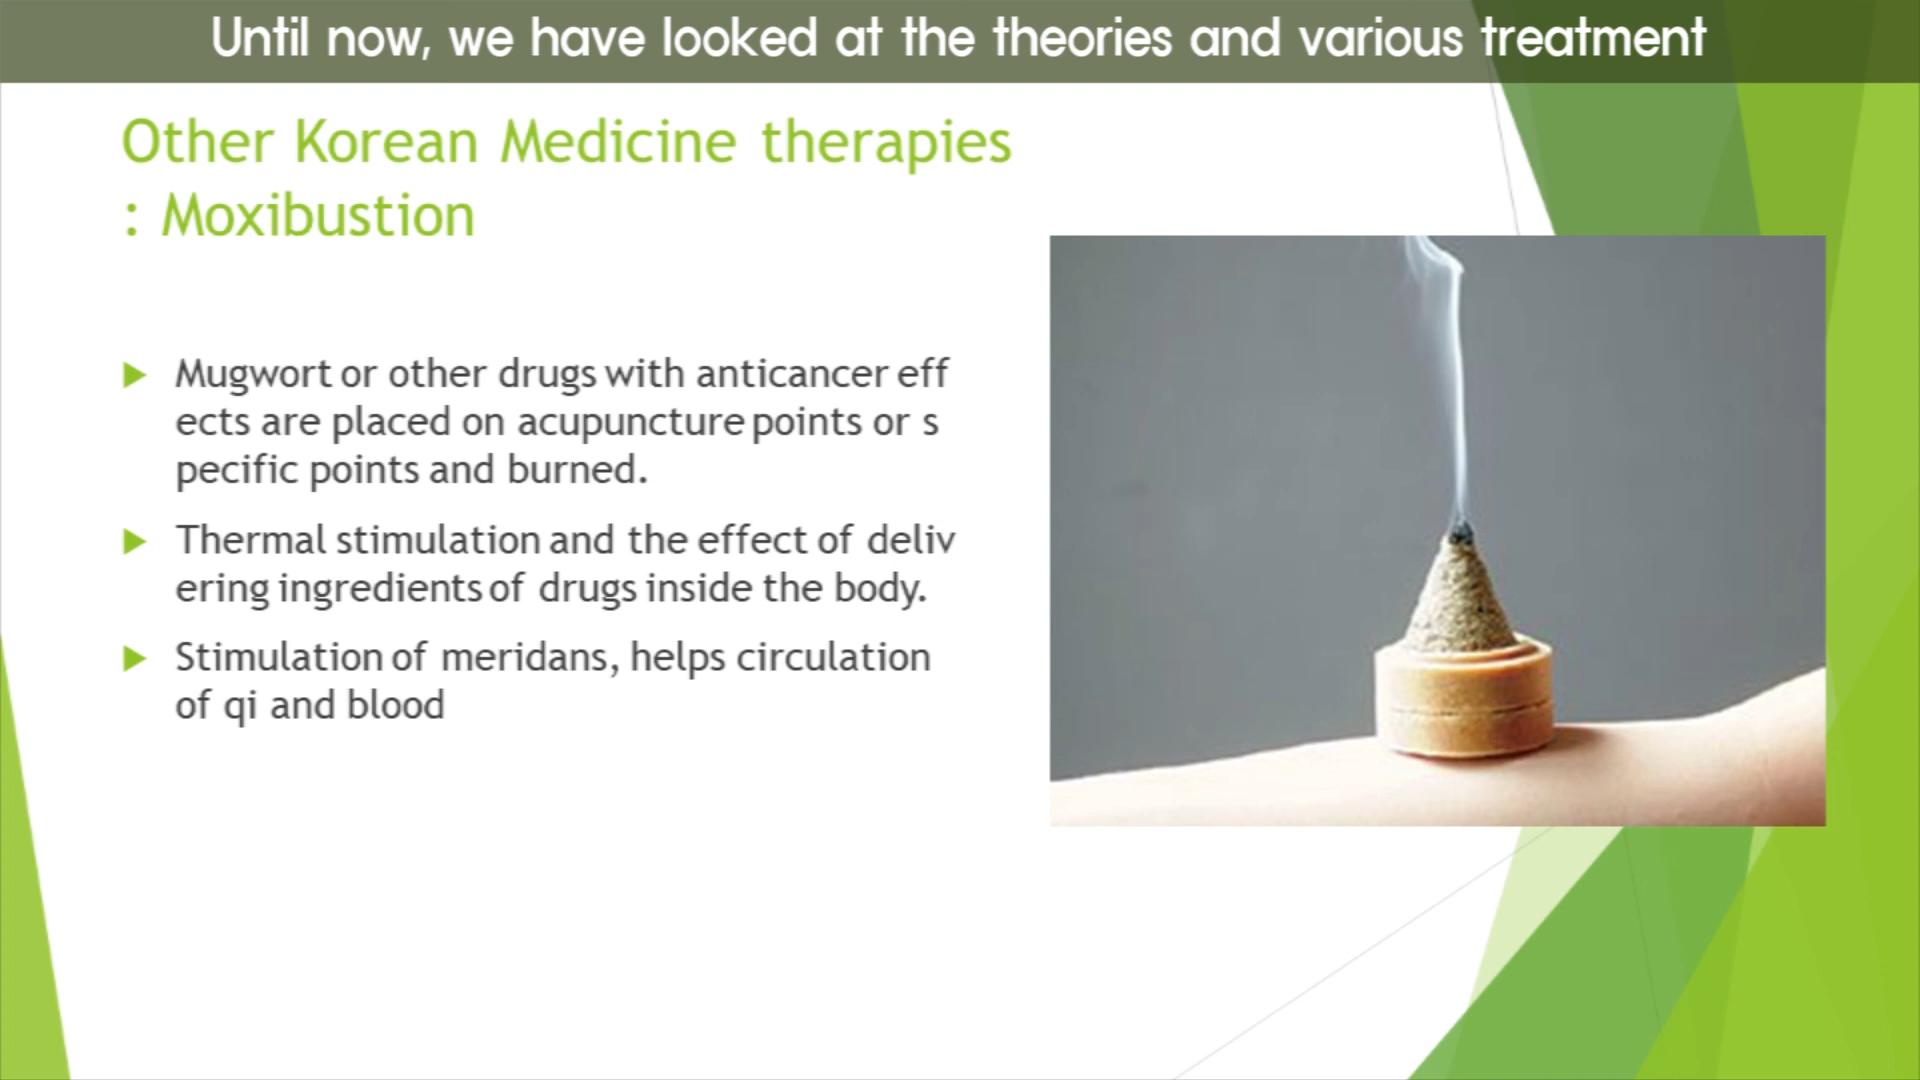 Until now, we have looked at the theories and various treatment
Other Korean Medicine therapies
: Moxibustion
Mugwort or other drugs with anticancer eff
ects are placed on acupuncture points or s
pecific points and burned.
Thermal stimulation and the effect of deliv
ering ingredients of drugs inside the body.
Stimulation of meridans, helps circulation
of qi and blood